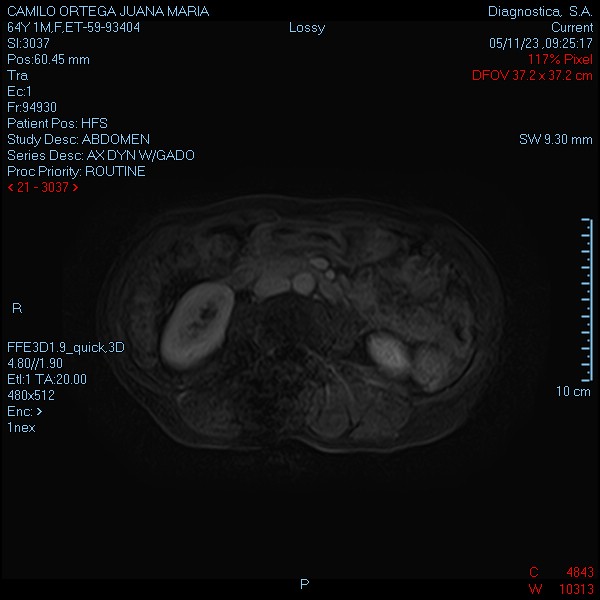 CAMILO ORTEGA JUANA MARIA
64Y 1M,F,ET-59-93404
SI:3037
Pos:60.45 mm
Tra
Ec:1
Fr:94930
Patient Pos: HFS
Study Desc: ABDOMEN
Series Desc: AX DYN W/GADO
Proc Priority: ROUTINE
< 21 - 3037 >
Lossy
Diagnostica, S.A.
Current
05/11/23 ,09:25:17
117% Pixel
DFOV 37.2 x 37.2 cm
SW 9.30 mm
R
FFE3D1.9_quick,3D
4.80//1.90
Etl:1 TA:20.00
480x512
Enc: >
1nex
10 cm
P
C 4843
W 10313